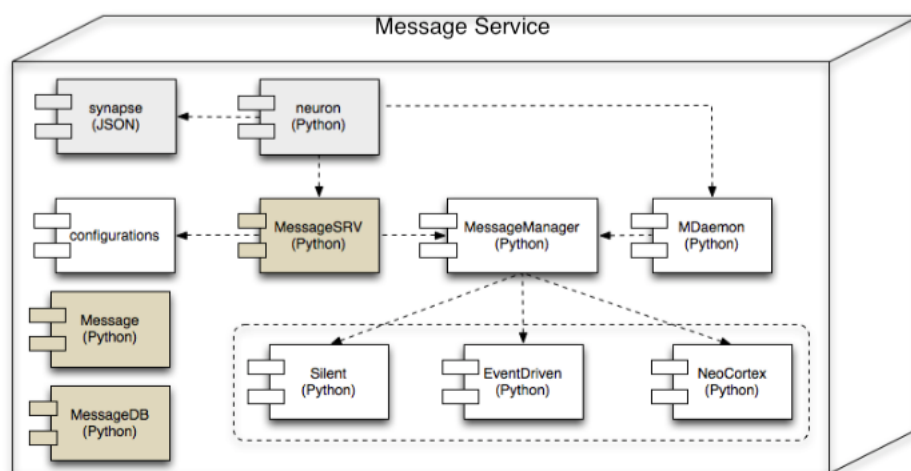 Message Service
synapse
(JSON)
neuron
(Python)
configurations
MessageSRV
(Python)
MessageManager
(Python)
MDaemon
(Python)
Message
(Python)
MessageDB
(Python)
Silent
(Python)
EventDriven
(Python)
NeoCortex
(Python)